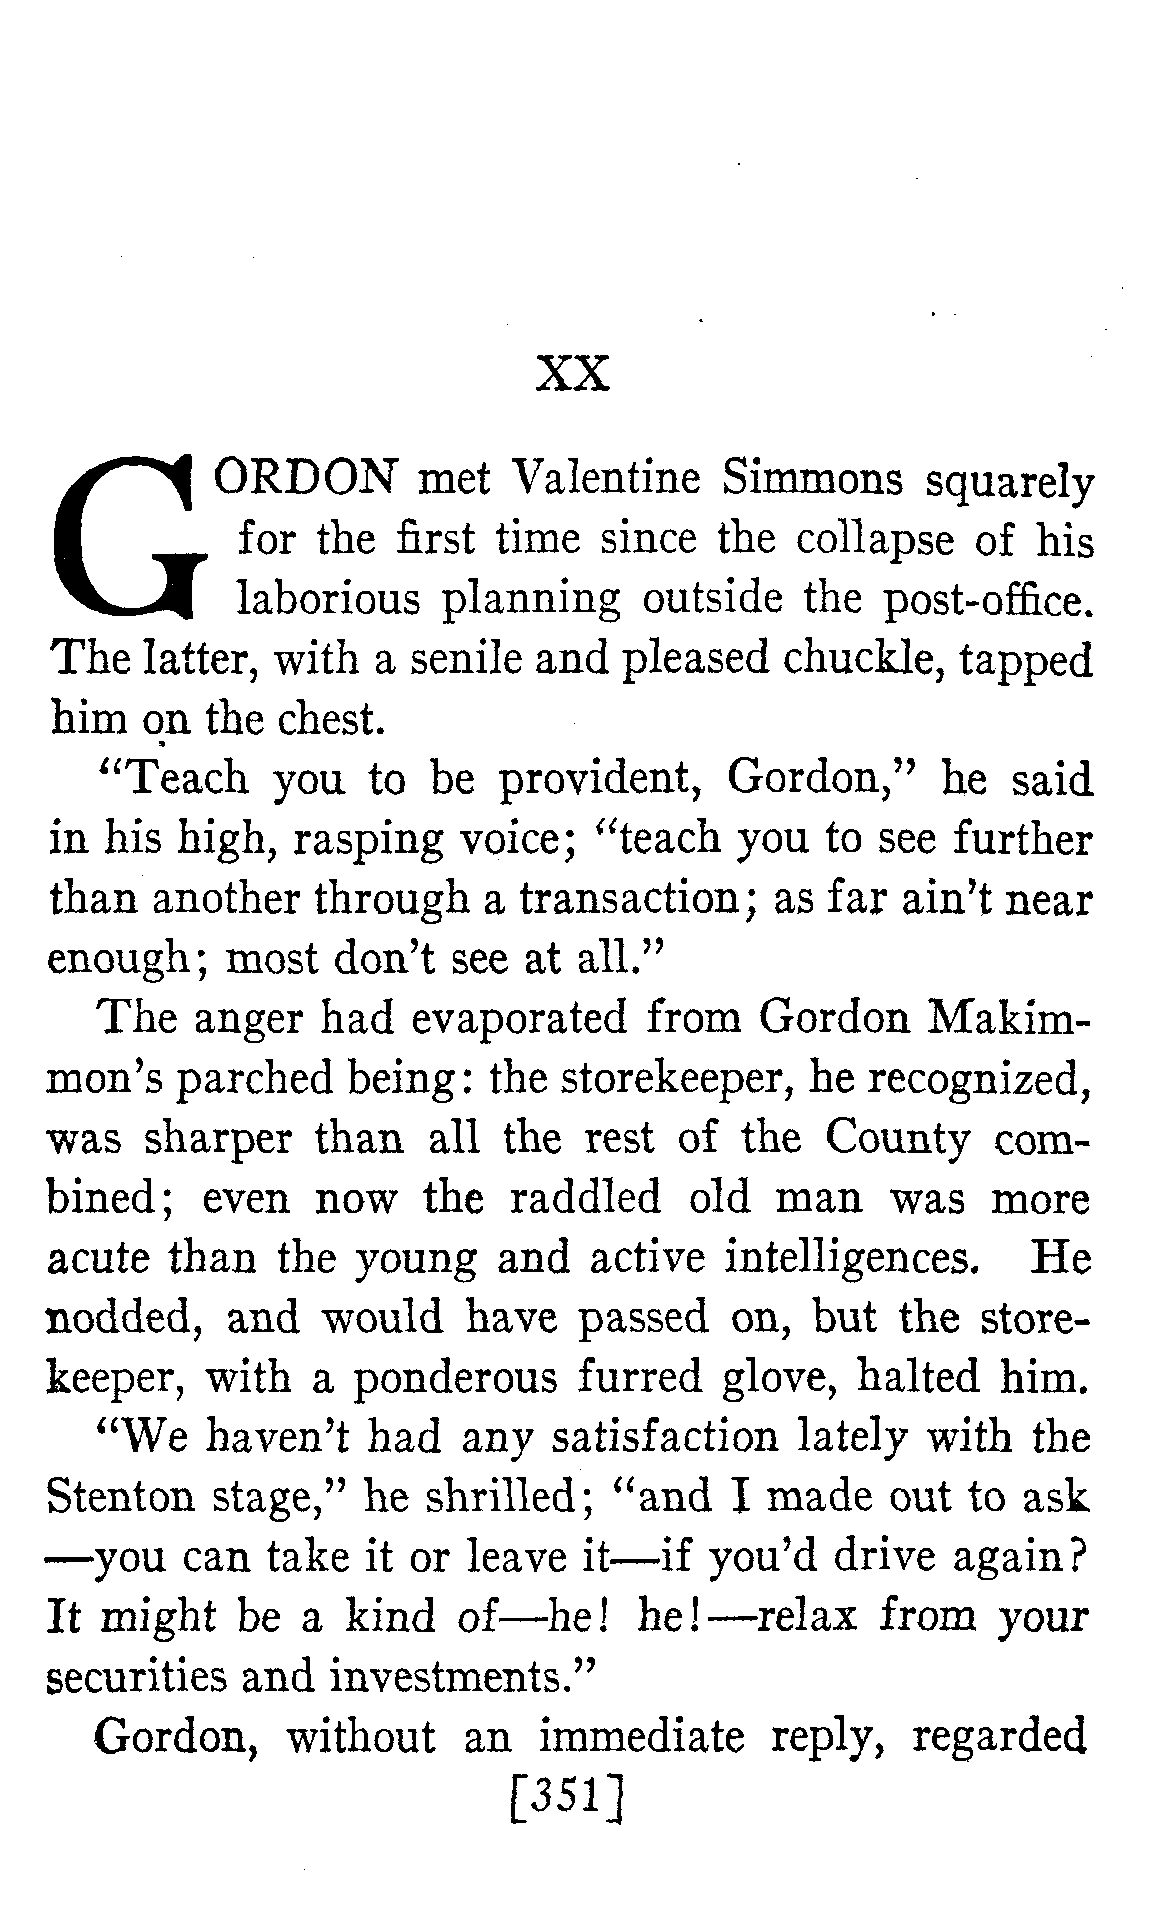 XX
GORDON met Valentine Simmons squarely
for the first time since the collapse of his
laborious planning outside the post-office.
The latter, with a senile and pleased chuckle, tapped
him on the chest.
“Teach you to be provident, Gordon,” he said
in his high, rasping voice; “teach you to see further
than another through a transaction; as far ain’t near
enough; most don’t see at all.”
The anger had evaporated from Gordon Makim-
mon’s parched being: the storekeeper, he recognized,
was sharper than all the rest of the County com-
bined; even now the raddled old man was more
acute than the young and active intelligences. He
nodded, and would have passed on, but the store-
keeper, with a ponderous furred glove, halted him.
“We haven’t had any satisfaction lately with the
Stenton stage,” he shrilled; “and I made out to ask
—you can take it or leave it—if you’d drive again?
It might be a kind of—he! he!—relax from your
securities and investments.”
Gordon, without an immediate reply, regarded
[351]